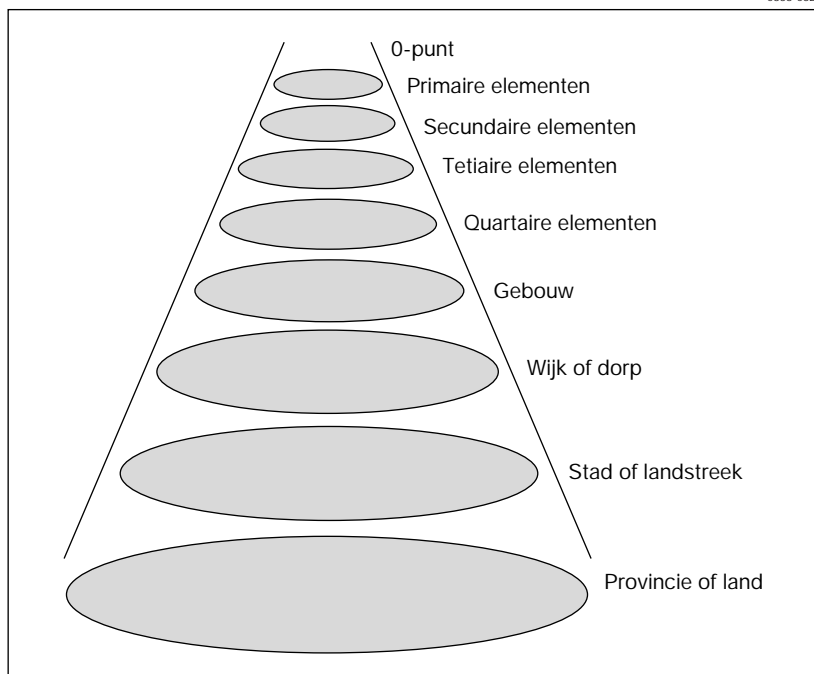 0-punt
Primaire elementen
Secundaire elementen
Tetiaire elementen
Quartaire elementen
Gebouw
Wijk of dorp
Stad of landstreek
Provincie of land